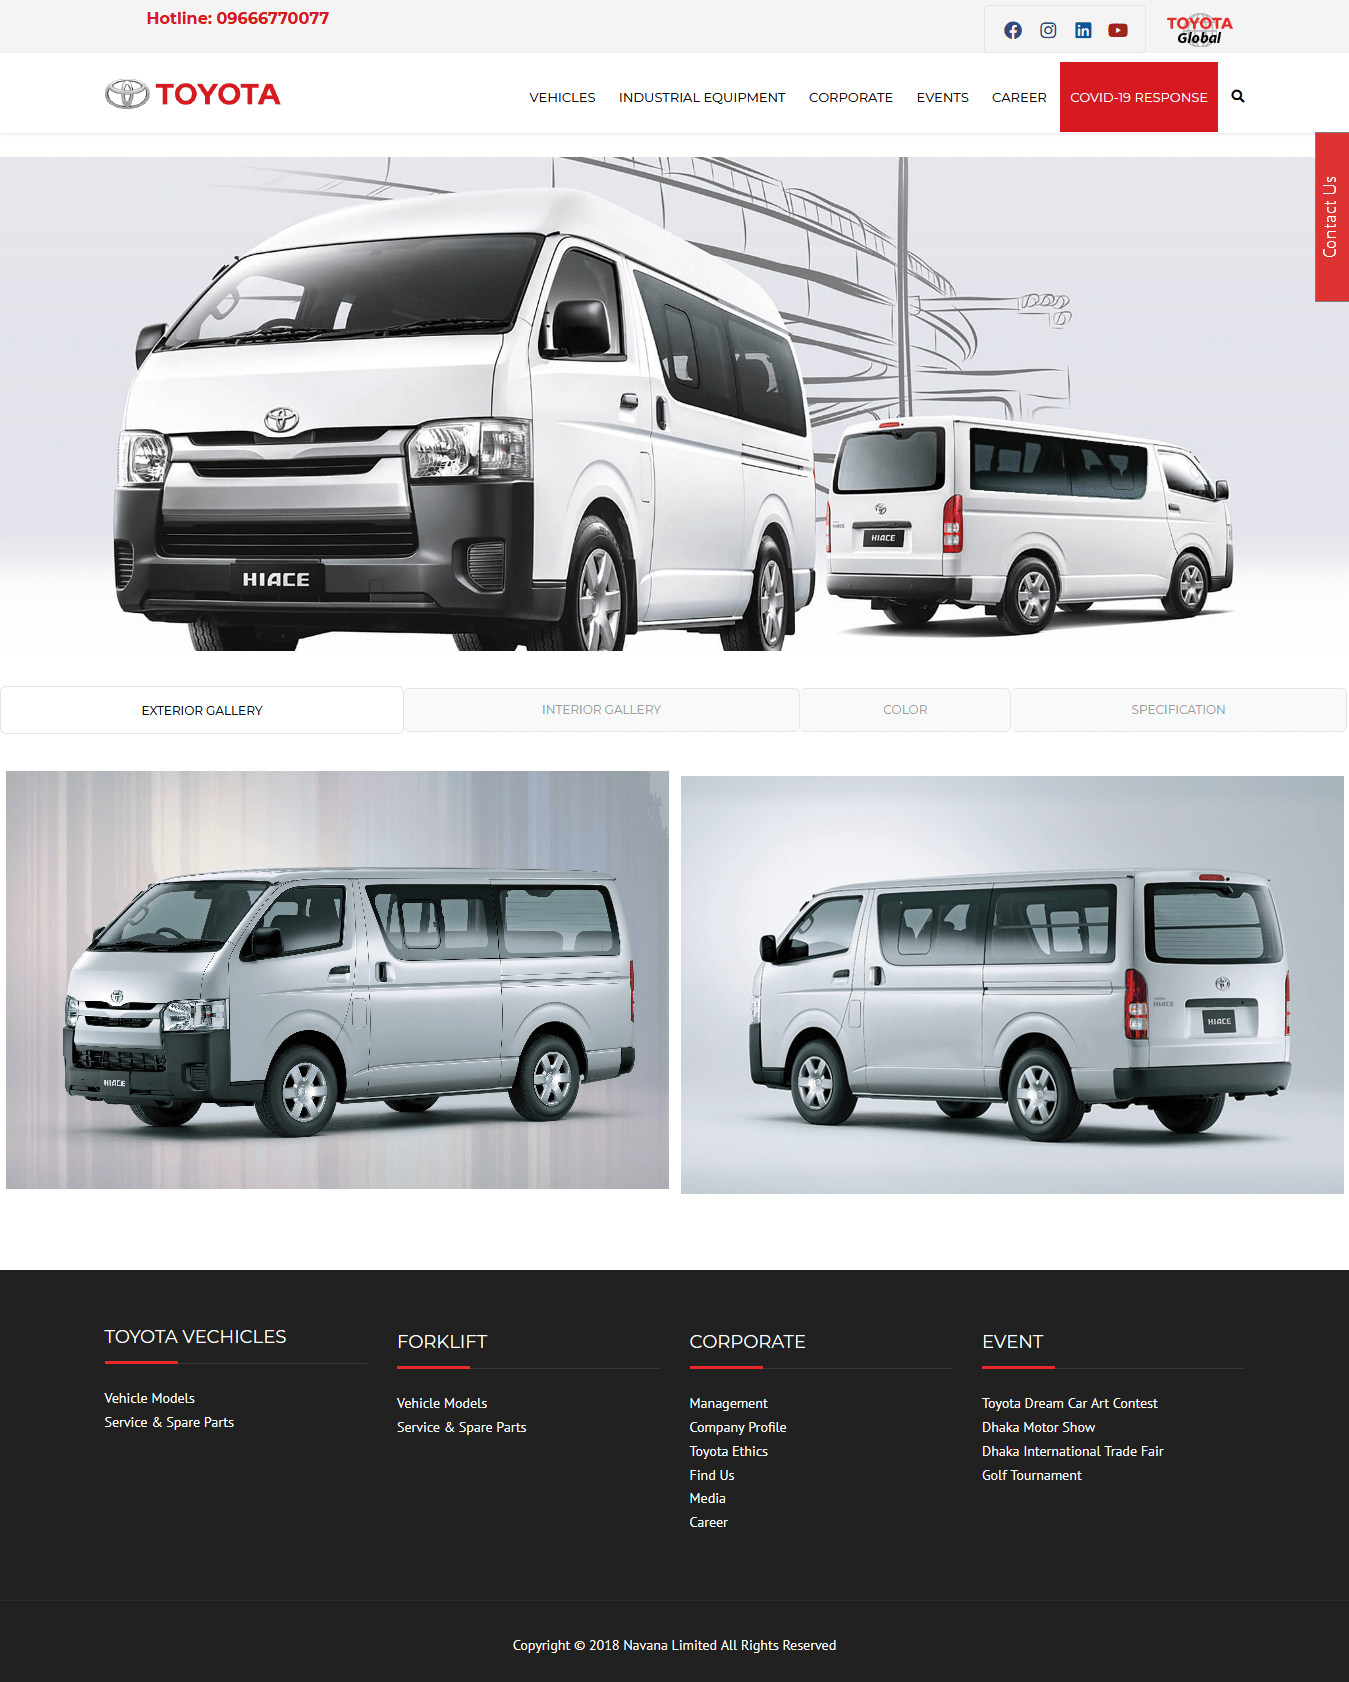 Hotline: 09666770077
TOYOTA
Global
TOYOTA
VEHICLES
INDUSTRIAL EQUIPMENT
CORPORATE
EVENTS
CAREER
COVID-19 RESPONSE
Contact Us
HIACE
HIACE
HIACE
EXTERIOR GALLERY
INTERIOR GALLERY
COLOR
SPECIFICATION
HIACE
HIACE
HIACE
TOYOTA VECHICLES
Vehicle Models
Service & Spare Parts
FORKLIFT
Vehicle Models
Service & Spare Parts
CORPORATE
Management
Company Profile
Toyota Ethics
Find Us
Media
Career
EVENT
Toyota Dream Car Art Contest
Dhaka Motor Show
Dhaka International Trade Fair
Golf Tournament
Copyright © 2018 Navana Limited All Rights Reserved